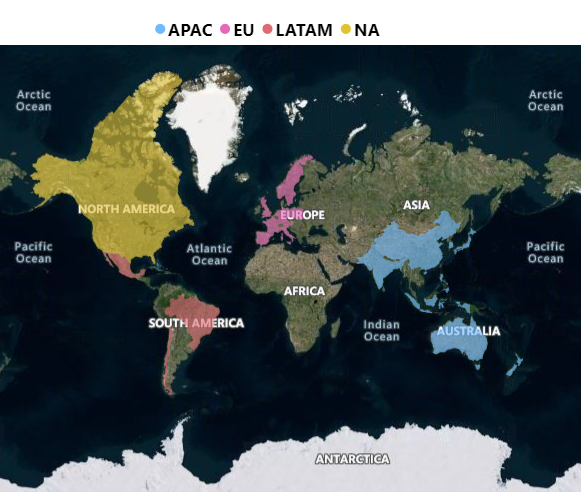 APAC EU LATAM NA
Arctic
Ocean
Arctic
Ocean
NORTH AMERICA
EUROPE
ASIA
Pacific
Ocean
Atlantic
Ocean
Pacific
Ocean
AFRICA
SOUTH AMERICA
Indian
Ocean
AUSTRALIA
ANTARCTICA